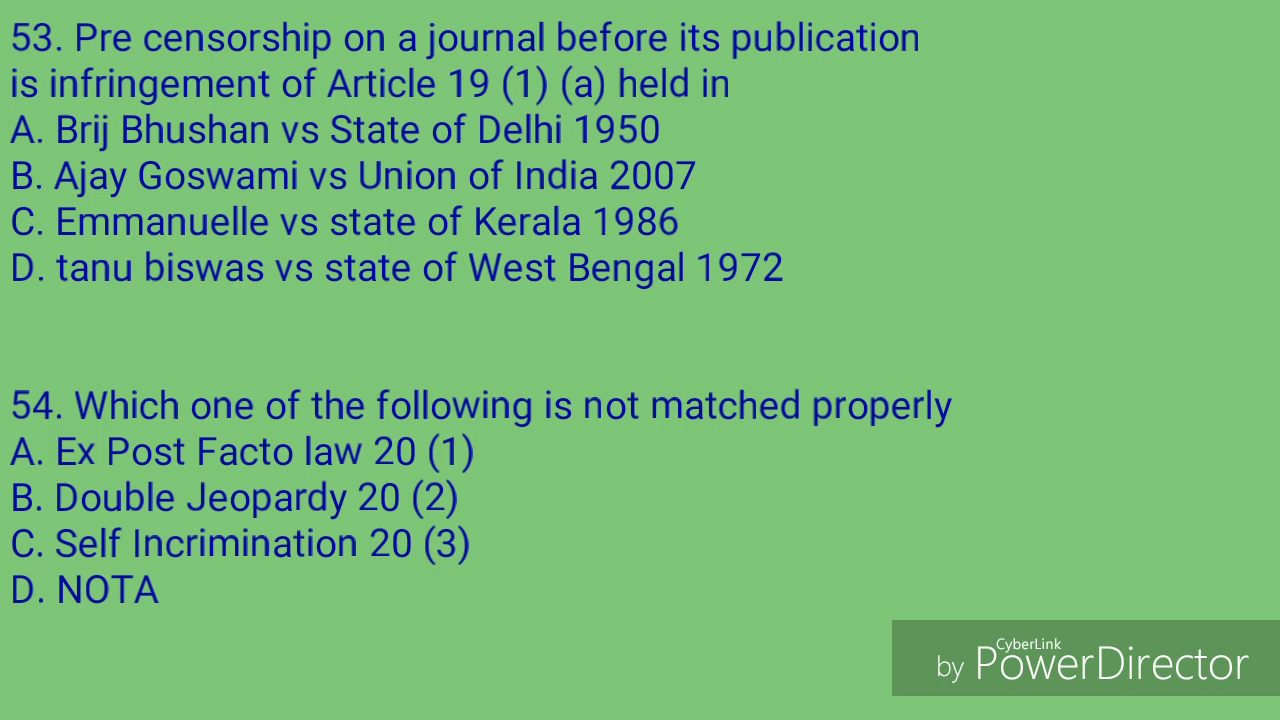 53. Pre censorship on a journal before its publication
is infringement of Article 19 (1) (a) held in
A. Brij Bhushan vs State of Delhi 1950
B. Ajay Goswami vs Union of India 2007
C. Emmanuelle vs state of Kerala 1986
D. tanu biswas vs state of West Bengal 1972
54. Which one of the following is not matched properly
A. Ex Post Facto law 20 (1)
B. Double Jeopardy 20 (2)
C. Self Incrimination 20 (3)
D. NOTA
CyberLink
by PowerDirector